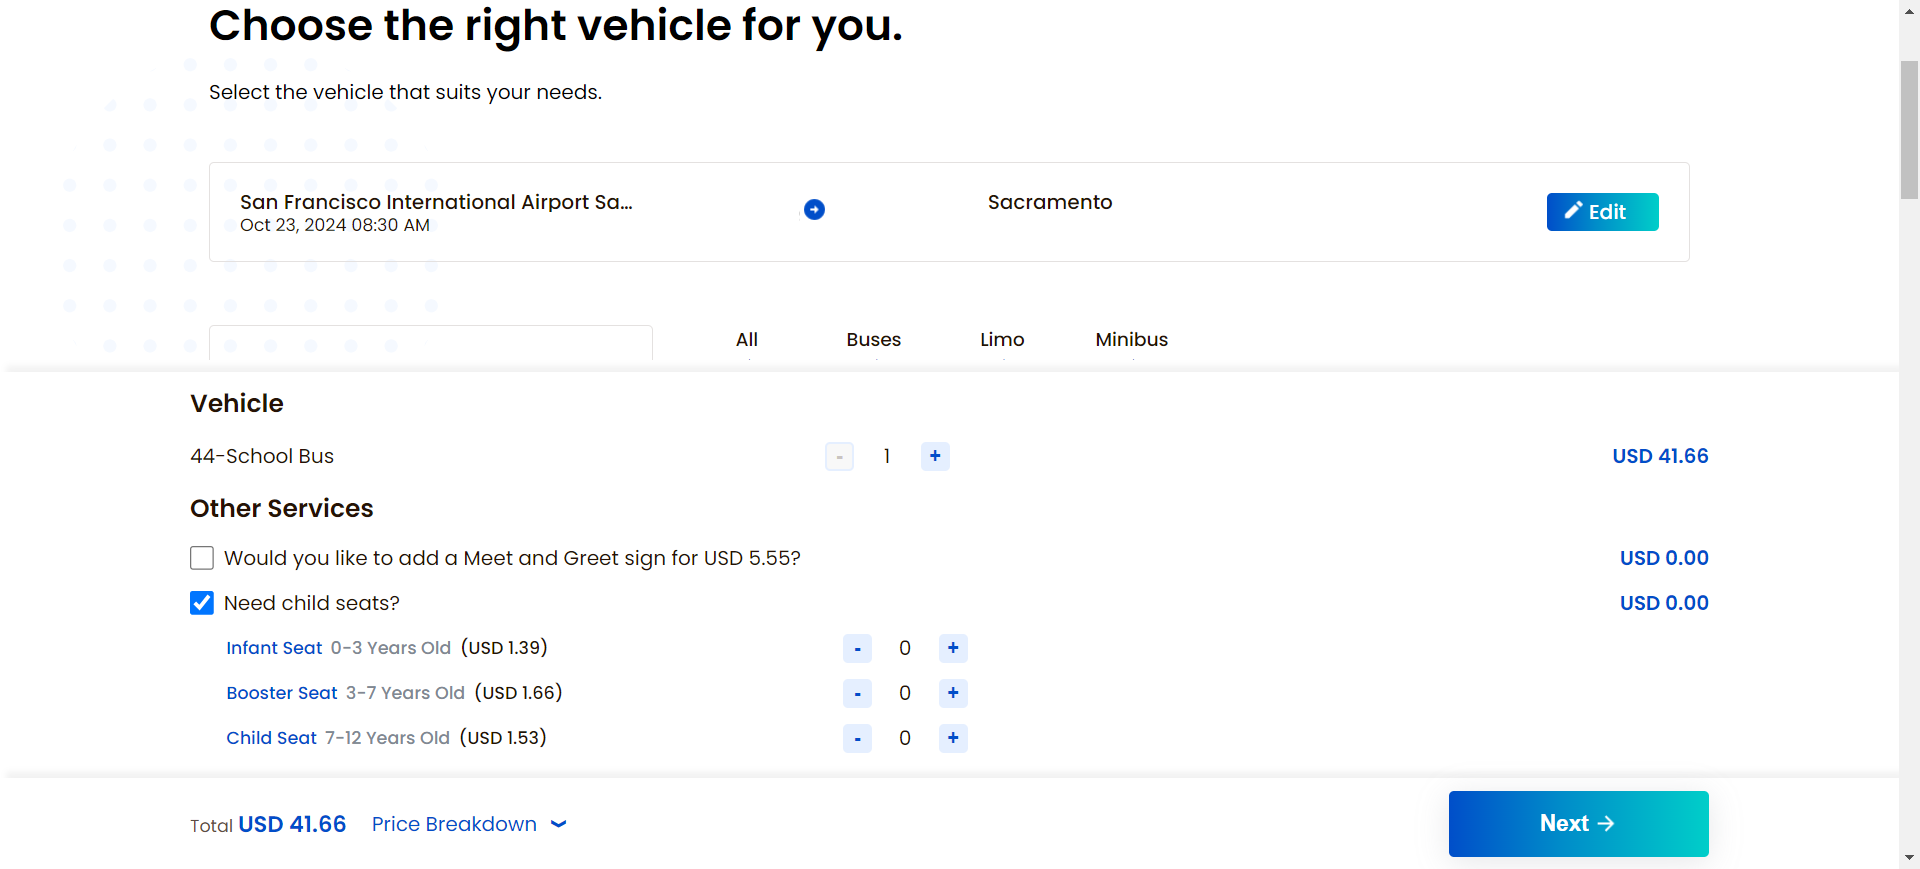 Choose the right vehicle for you.
Select the vehicle that suits your needs.
San Francisco International Airport Sa...
Sacramento
Oct 23, 2024 08:30 AM
Edit
All Buses Limo Minibus
Vehicle
44-School Bus - 1 + USD 41.66
Other Services
Would you like to add a Meet and Greet sign for USD 5.55? USD 0.00
Need child seats? USD 0.00
Infant Seat 0-3 Years Old (USD 1.39) - 0 +
Booster Seat 3-7 Years Old (USD 1.66) - 0 +
Child Seat 7-12 Years Old (USD 1.53) - 0 +
Total USD 41.66 Price Breakdown
Next →